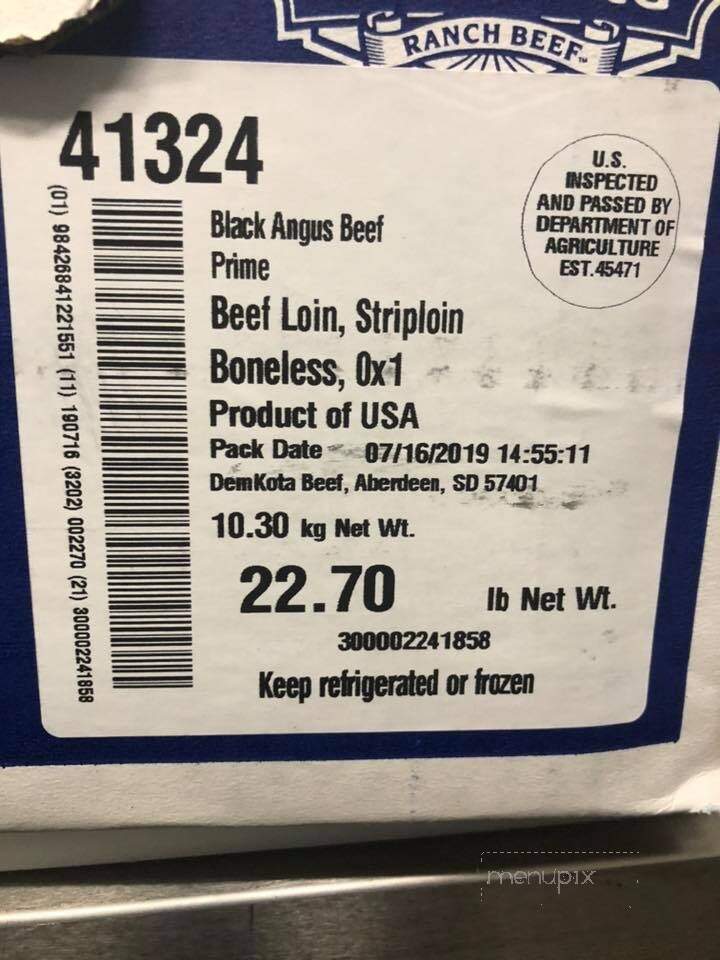 RANCH BEEF™
41324
U.S.
INSPECTED
AND PASSED BY
DEPARTMENT OF
AGRICULTURE
EST.45471
(01) 98426841221551 (11) 190716 (3202) 002270 (21) 300002241858
Black Angus Beef
Prime
Beef Loin, Striploin
Boneless, 0x1
Product of USA
Pack Date 07/16/2019 14:55:11
DemKota Beef, Aberdeen, SD 57401
10.30 kg Net Wt.
22.70 lb Net Wt.
300002241858
Keep refrigerated or frozen
menupix